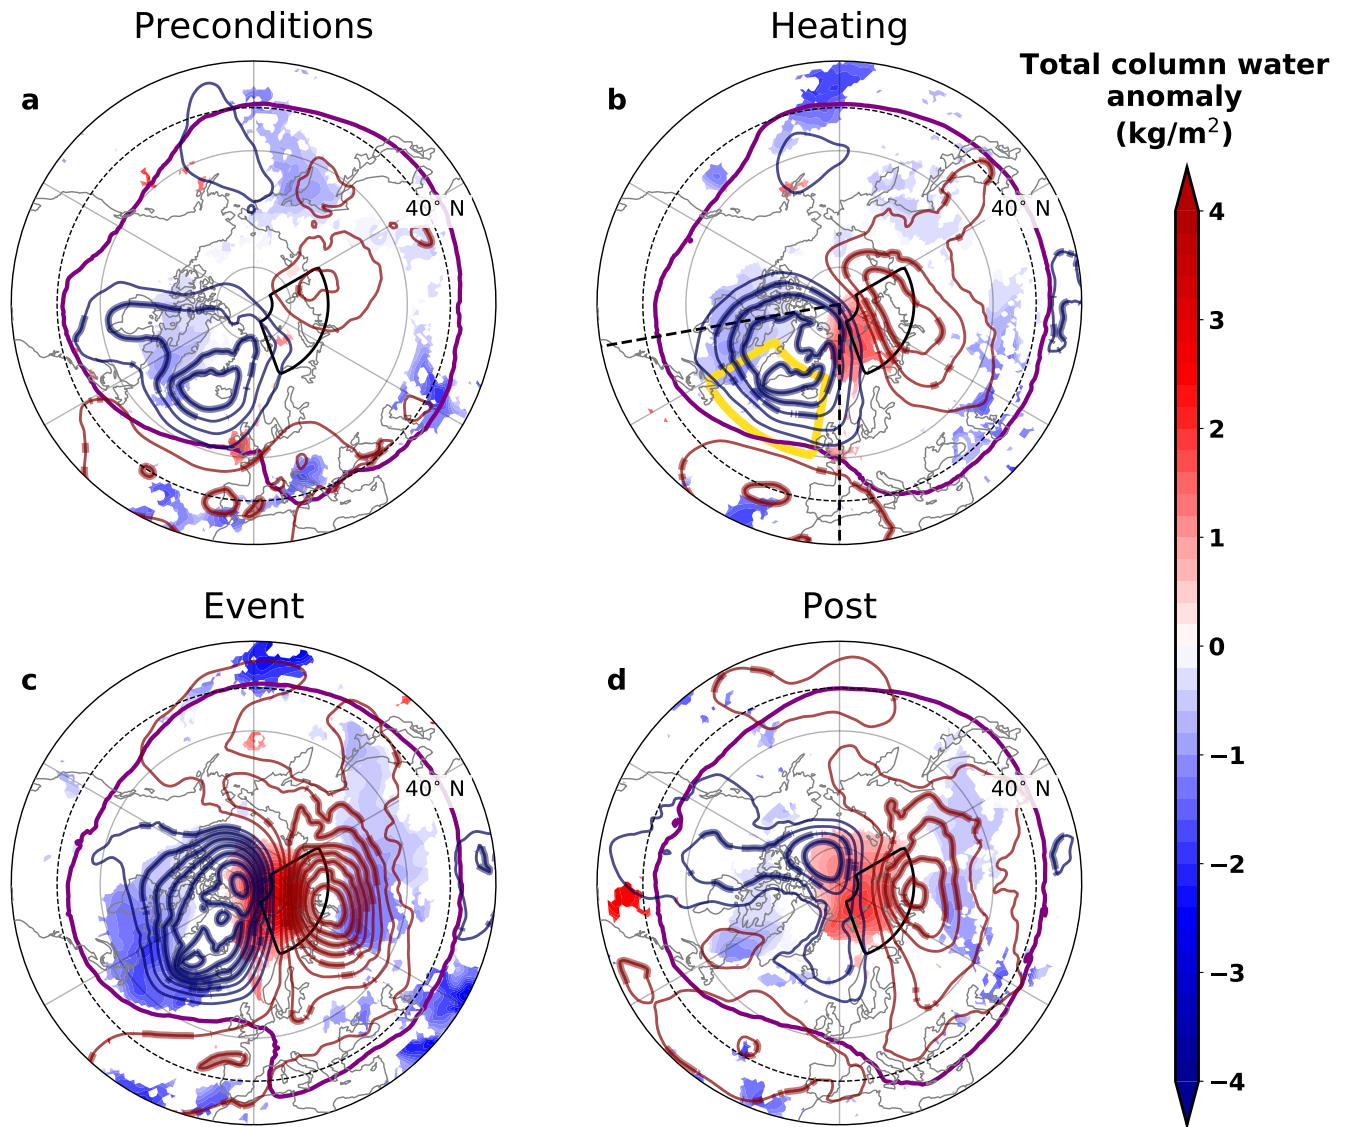 Preconditions
Heating
Total column water
anomaly
(kg/m²)
a
b
40° N
40° N
4
3
2
1
0
−1
−2
−3
−4
Event
Post
c
d
40° N
40° N